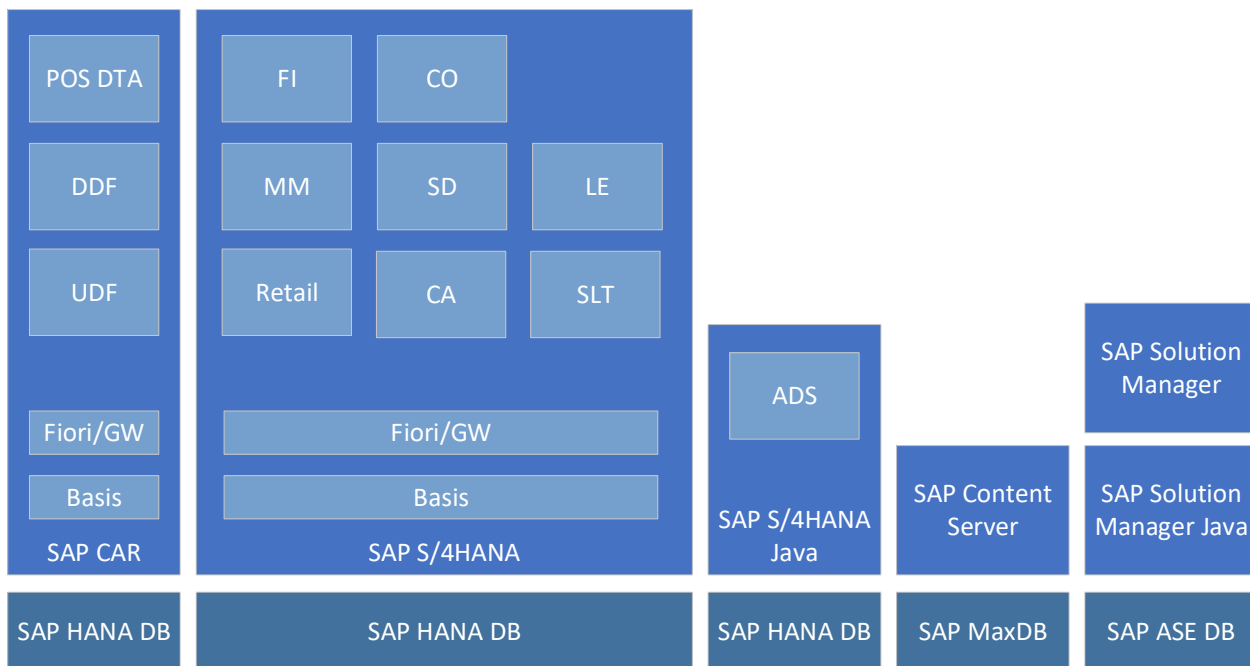 POS DTA
DDF
UDF
Fiori/GW
Basis
SAP CAR
SAP HANA DB
FI
CO
MM
SD
LE
Retail
CA
SLT
Fiori/GW
Basis
SAP S/4HANA
SAP HANA DB
ADS
SAP S/4HANA
Java
SAP HANA DB
SAP Content
Server
SAP MaxDB
SAP Solution
Manager
SAP Solution
Manager Java
SAP ASE DB